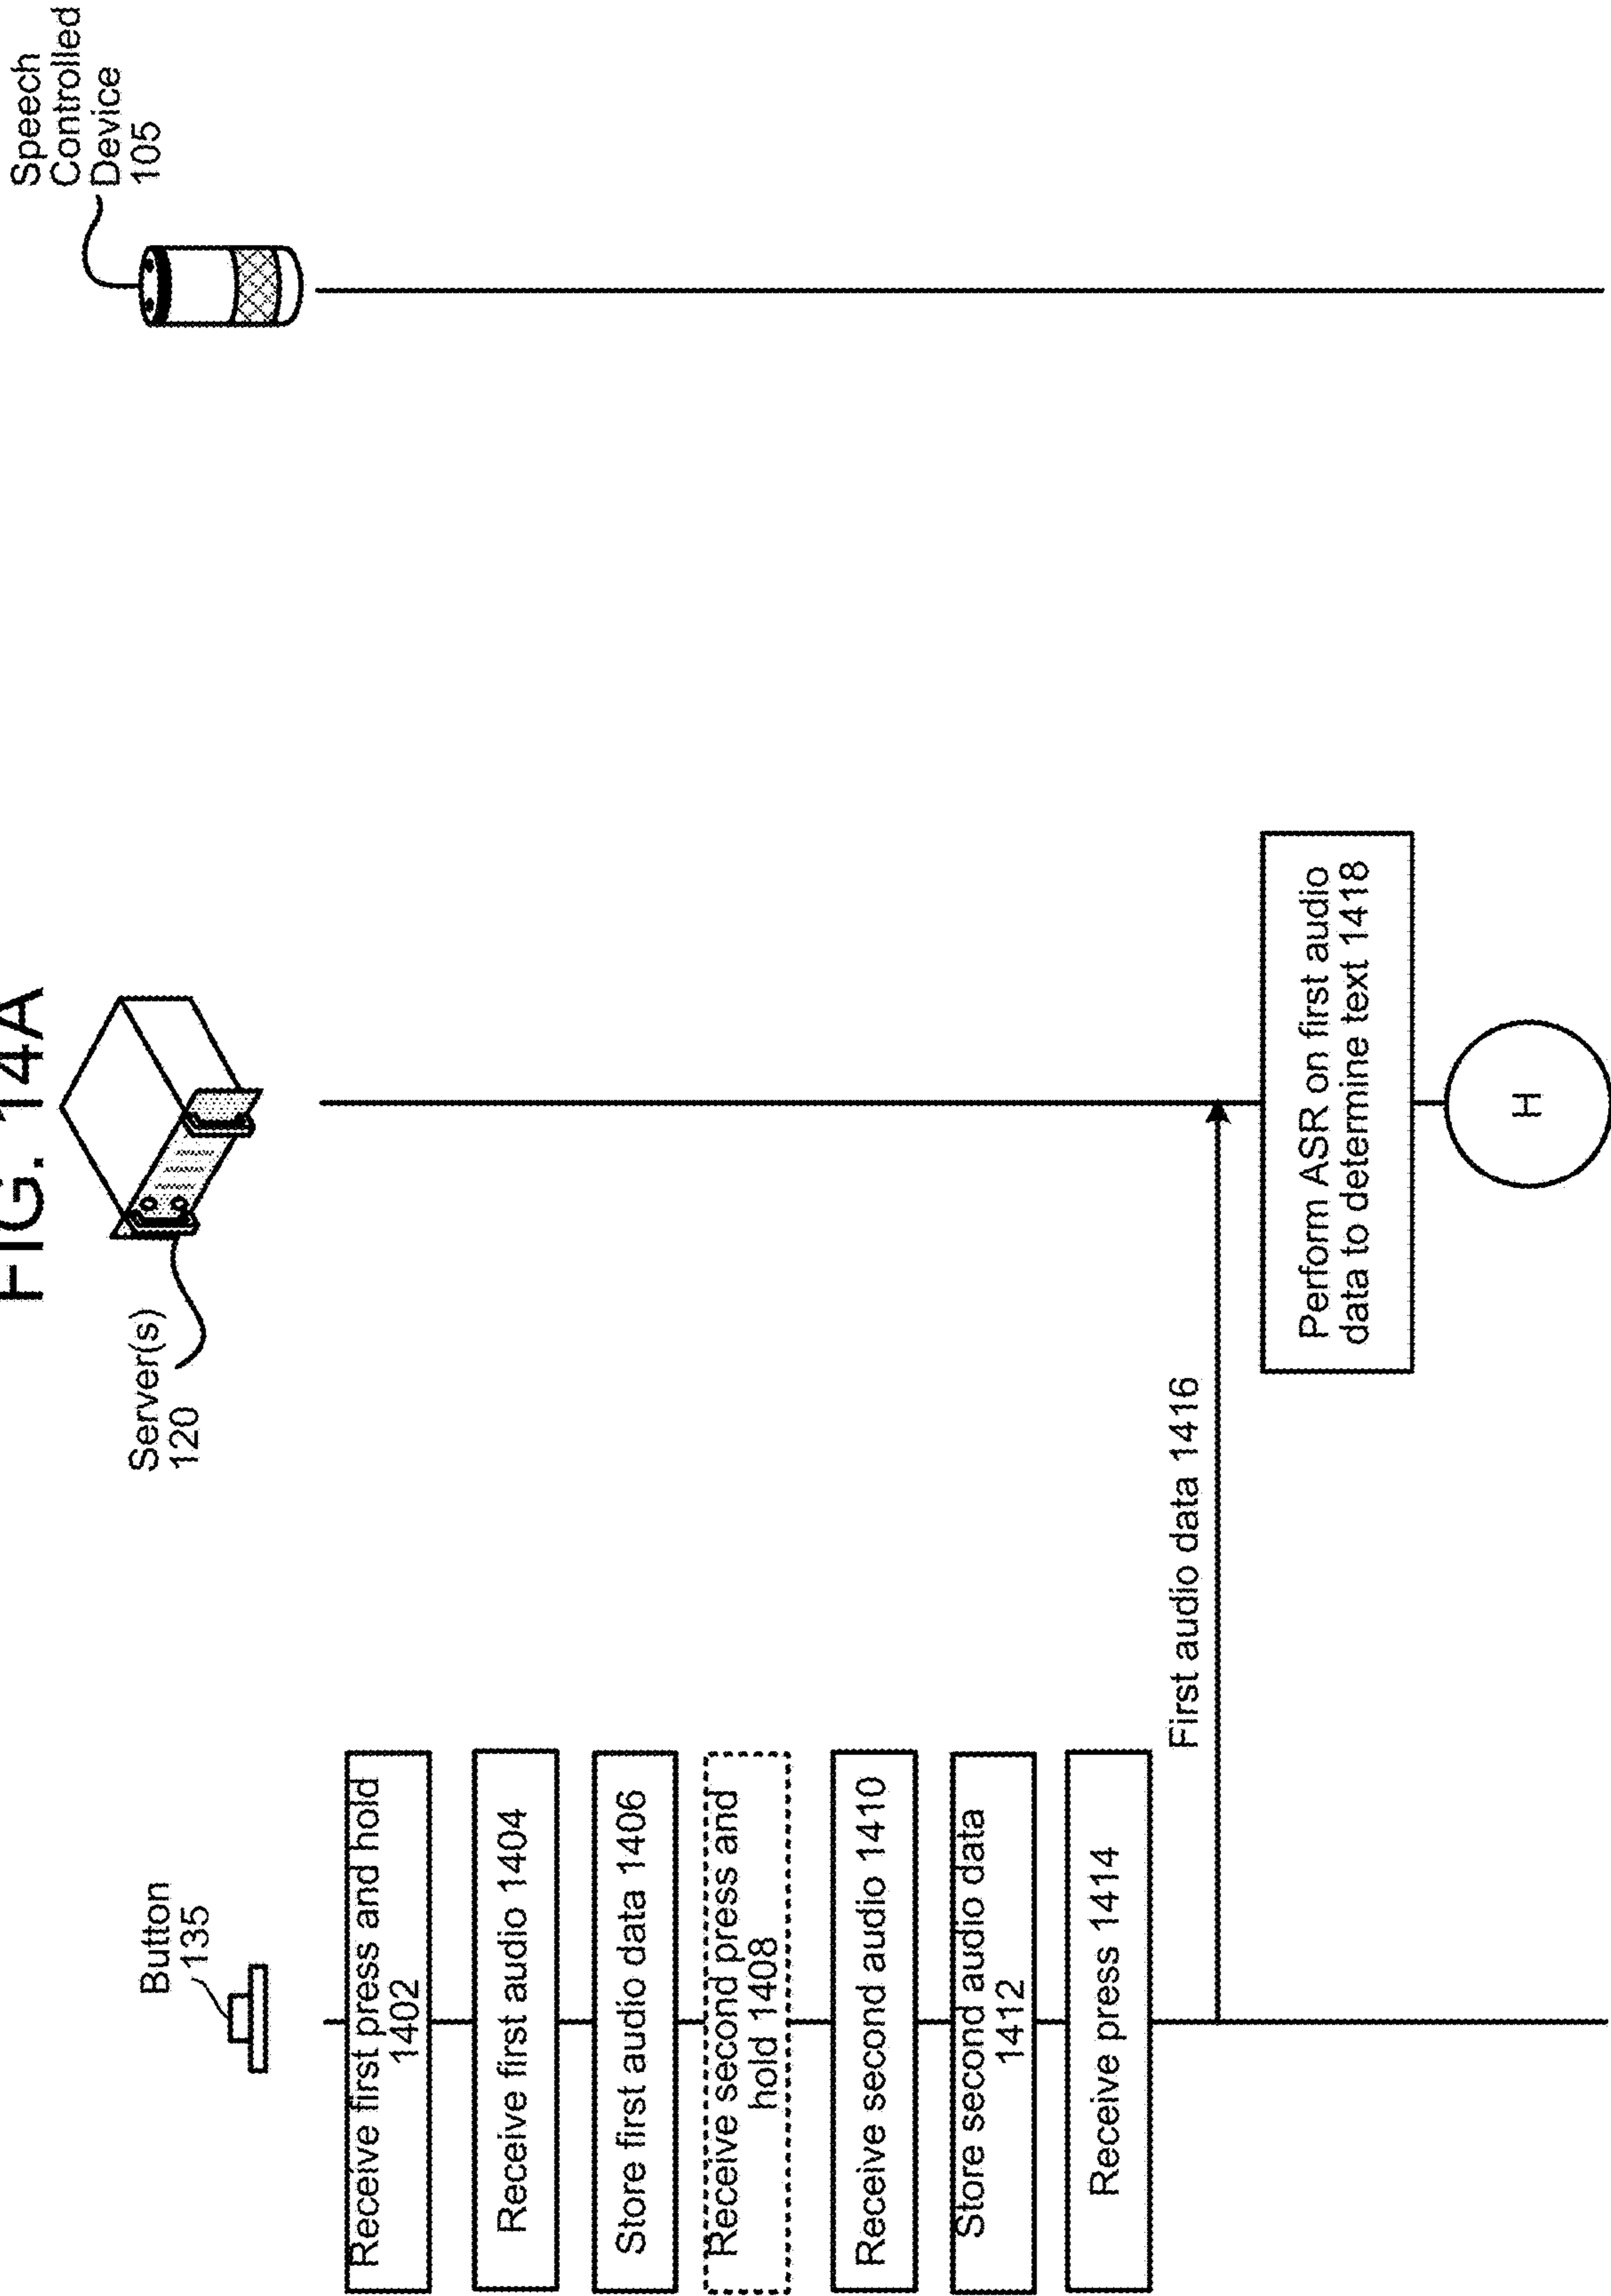 FIG. 14A
Button
135
Server(s)
120
Speech
Controlled
Device
105
Receive first press and hold
1402
Receive first audio 1404
Store first audio data 1406
Receive second press and
hold 1408
Receive second audio 1410
Store second audio data
1412
Receive press 1414
First audio data 1416
Perform ASR on first audio
data to determine text 1418
H